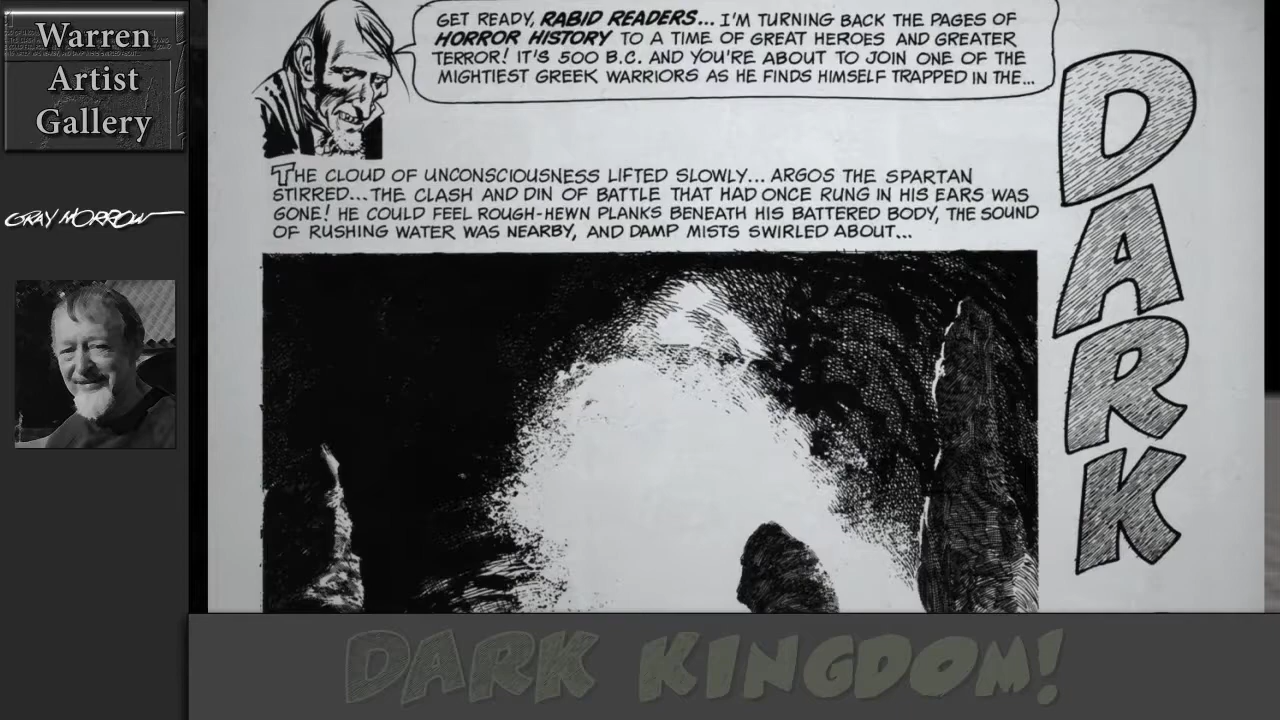 Warren
Artist
Gallery
GRAY MORROW
GET READY, RABID READERS... I'M TURNING BACK THE PAGES OF
HORROR HISTORY TO A TIME OF GREAT HEROES AND GREATER
TERROR! IT'S 500 B.C. AND YOU'RE ABOUT TO JOIN ONE OF THE
MIGHTIEST GREEK WARRIORS AS HE FINDS HIMSELF TRAPPED IN THE...
THE CLOUD OF UNCONSCIOUSNESS LIFTED SLOWLY... ARGOS THE SPARTAN
STIRRED... THE CLASH AND DIN OF BATTLE THAT HAD ONCE RUNG IN HIS EARS WAS
GONE! HE COULD FEEL ROUGH-HEWN PLANKS BENEATH HIS BATTERED BODY, THE SOUND
OF RUSHING WATER WAS NEARBY, AND DAMP MISTS SWIRLED ABOUT...
DARK
DARK KINGDOM!